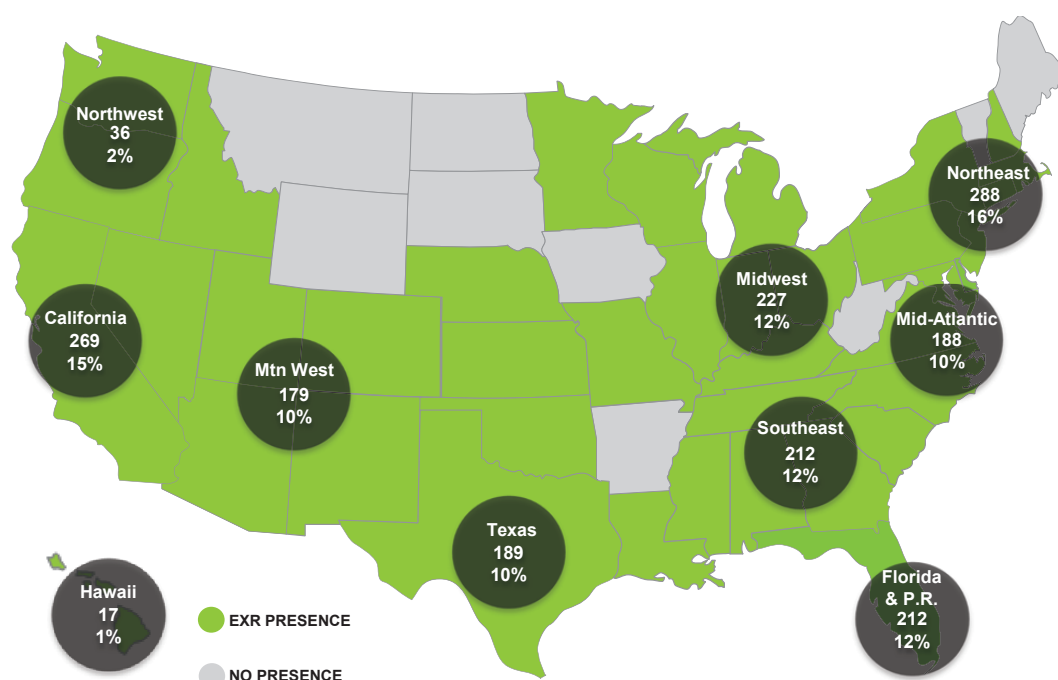 Northwest
36
2%
Northeast
288
16%
Midwest
227
12%
California
269
15%
Mid-Atlantic
188
10%
Mtn West
179
10%
Southeast
212
12%
Texas
189
10%
Florida
& P.R.
212
12%
Hawaii
17
1%
EXR PRESENCE
NO PRESENCE